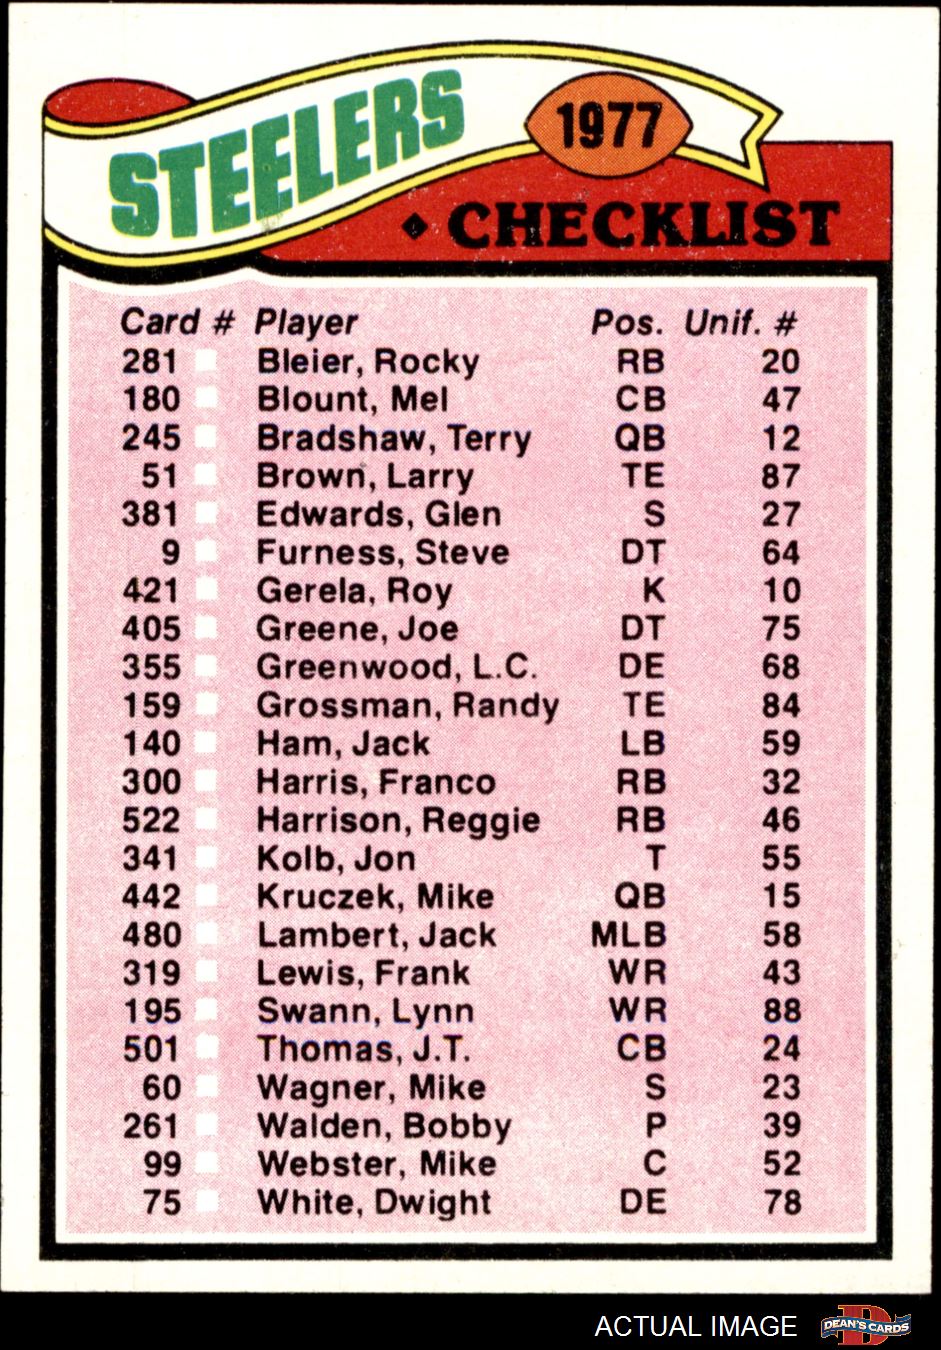 STEELERS
1977
CHECKLIST
Card # Player Pos. Unif. #
281 Bleier, Rocky RB 20
180 Blount, Mel CB 47
245 Bradshaw, Terry QB 12
51 Brown, Larry TE 87
381 Edwards, Glen S 27
9 Furness, Steve DT 64
421 Gerela, Roy K 10
405 Greene, Joe DT 75
355 Greenwood, L.C. DE 68
159 Grossman, Randy TE 84
140 Ham, Jack LB 59
300 Harris, Franco RB 32
522 Harrison, Reggie RB 46
341 Kolb, Jon T 55
442 Kruczek, Mike QB 15
480 Lambert, Jack MLB 58
319 Lewis, Frank WR 43
195 Swann, Lynn WR 88
501 Thomas, J.T. CB 24
60 Wagner, Mike S 23
261 Walden, Bobby P 39
99 Webster, Mike C 52
75 White, Dwight DE 78
ACTUAL IMAGE
D
DEAN'S CARDS